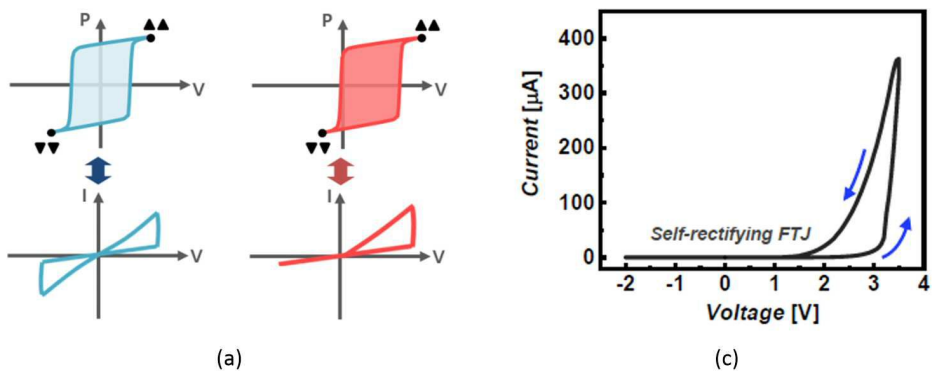 P
V
I
V
P
V
I
V
(a)
Current [μA]
400
300
200
100
0
Self-rectifying FTJ
-2 -1 0 1 2 3 4
Voltage [V]
(c)